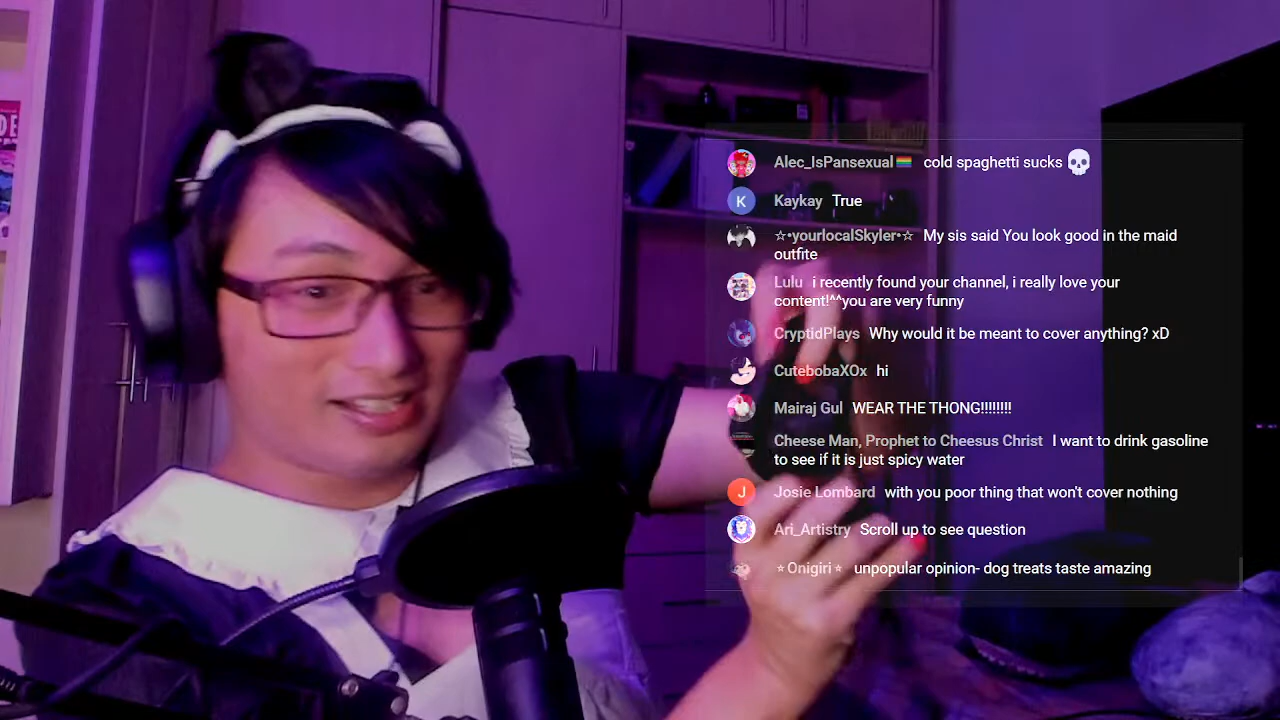 DE
Alec_IsPansexual🏳️‍🌈 cold spaghetti sucks💀
K Kaykay True
☆•yourlocalSkyler•☆ My sis said You look good in the maid
outfite
Lulu i recently found your channel, i really love your
content!^^you are very funny
CryptidPlays Why would it be meant to cover anything? xD
CutebobaXOx hi
Mairaj Gul WEAR THE THONG!!!!!!!!
Cheese Man, Prophet to Cheesus Christ I want to drink gasoline
to see if it is just spicy water
J Josie Lombard with you poor thing that won't cover nothing
Ari_Artistry Scroll up to see question
⭐Onigiri⭐ unpopular opinion- dog treats taste amazing